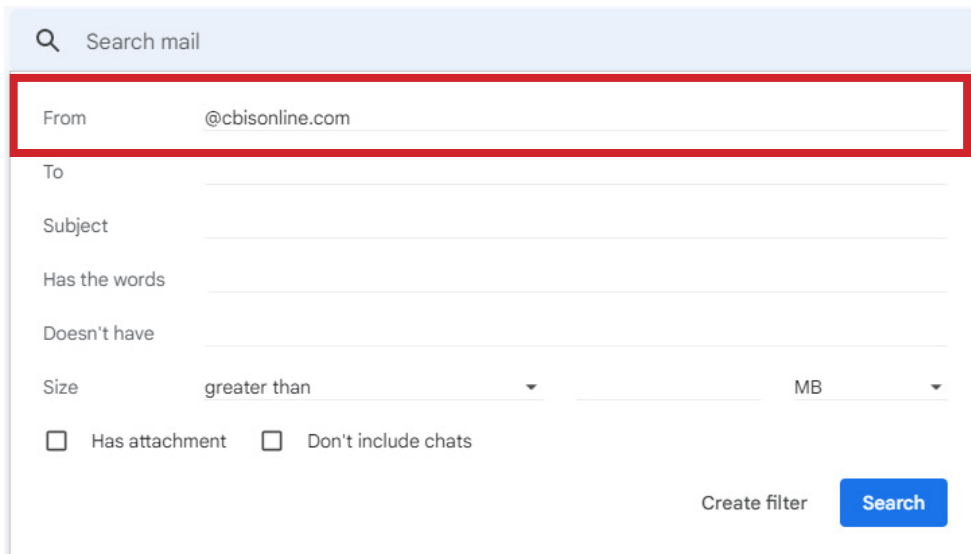 Search mail
From @cbisonline.com
To
Subject
Has the words
Doesn't have
Size greater than MB
Has attachment Don't include chats
Create filter Search